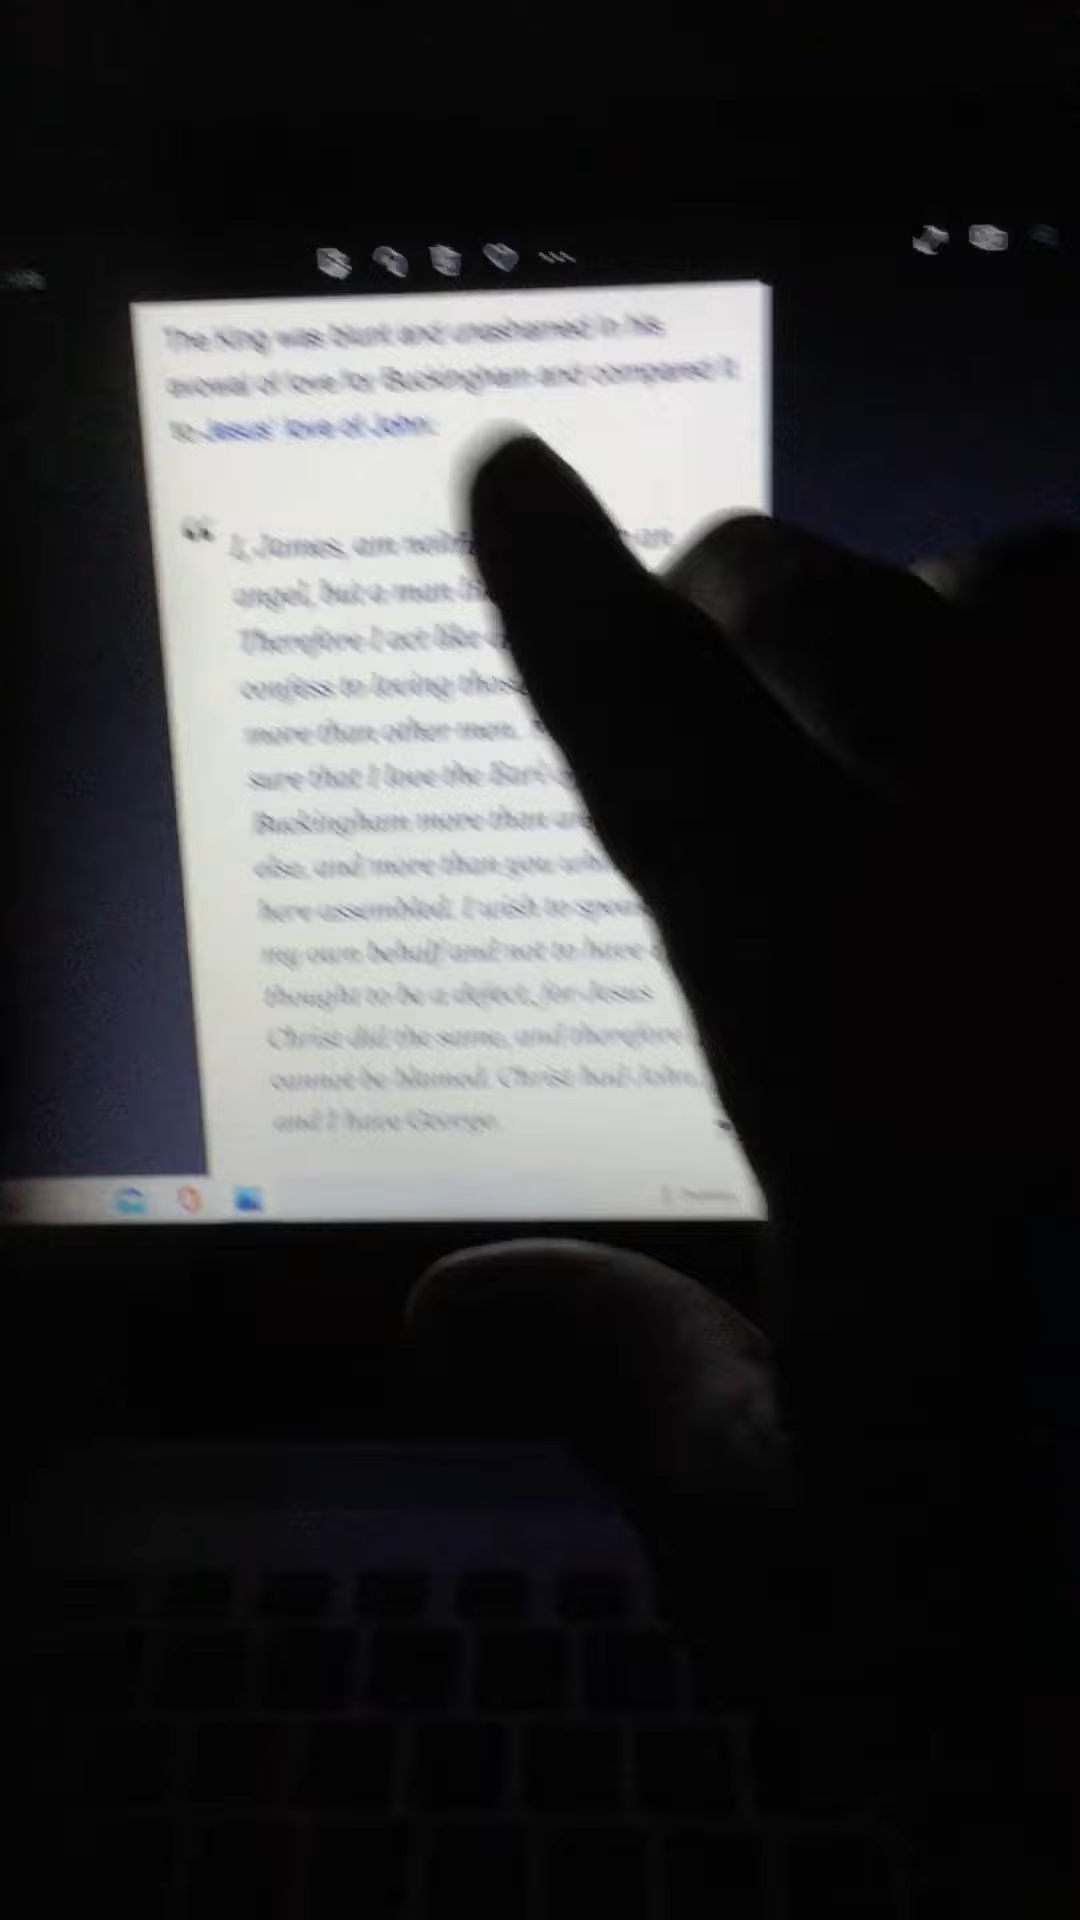 The King was blunt and unashamed in his
avowal of love for Buckingham and compared it
to Jesus' love of John:
I, James, am an
angel, but a man
Therefore I act like
confess to loving
more than other men.
sure that I love the Earl
Buckingham more than
else, and more than you
here assembled. I wish to
my own behalf and not to have
thought to be a defect, for Jesus
Christ did the same, and therefore
cannot be blamed. Christ had John,
and I have George.